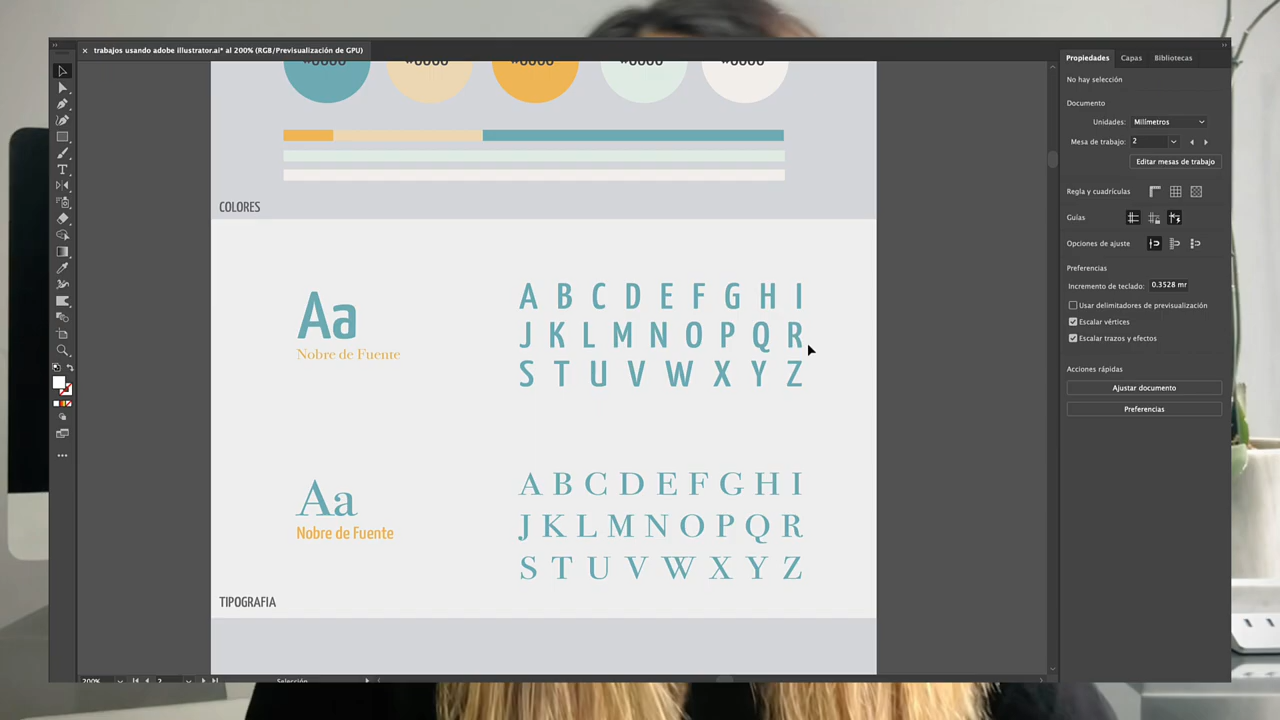 trabajos usando adobe illustrator.ai* al 200% (RGB/Previsualización de GPU)
COLORES
Aa
Nobre de Fuente
A B C D E F G H I
J K L M N O P Q R
S T U V W X Y Z
Aa
Nobre de Fuente
A B C D E F G H I
J K L M N O P Q R
S T U V W X Y Z
TIPOGRAFIA
200%
2
Selección
Propiedades
Capas
Bibliotecas
No hay selección
Documento
Unidades:
Milímetros
Mesa de trabajo:
2
Editar mesas de trabajo
Regla y cuadrículas
Guías
Opciones de ajuste
Preferencias
Incremento de teclado:
0.3528 mr
Usar delimitadores de previsualización
Escalar vértices
Escalar trazos y efectos
Acciones rápidas
Ajustar documento
Preferencias